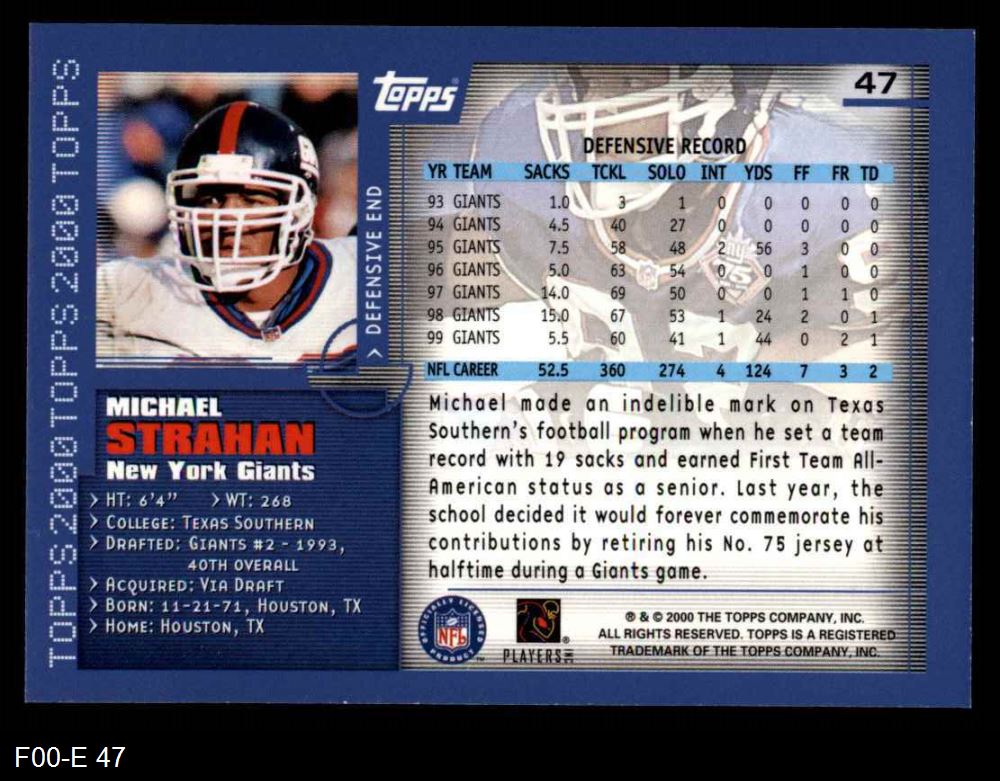 TOPPS 2000 TOPPS 2000 TOPPS 2000 TOPPS
Topps
47
> DEFENSIVE END
DEFENSIVE RECORD
YR TEAM SACKS TCKL SOLO INT YDS FF FR TD
93 GIANTS 1.0 3 1 0 0 0 0 0
94 GIANTS 4.5 40 27 0 0 0 0 0
95 GIANTS 7.5 58 48 2 56 3 0 0
96 GIANTS 5.0 63 54 0 0 1 0 0
97 GIANTS 14.0 69 50 0 0 1 1 0
98 GIANTS 15.0 67 53 1 24 2 0 1
99 GIANTS 5.5 60 41 1 44 0 2 1
NFL CAREER 52.5 360 274 4 124 7 3 2
MICHAEL
STRAHAN
New York Giants
> HT: 6'4" > WT: 268
> COLLEGE: TEXAS SOUTHERN
> DRAFTED: GIANTS #2 - 1993,
40TH OVERALL
> ACQUIRED: VIA DRAFT
> BORN: 11-21-71, HOUSTON, TX
> HOME: HOUSTON, TX
Michael made an indelible mark on Texas
Southern's football program when he set a team
record with 19 sacks and earned First Team All-
American status as a senior. Last year, the
school decided it would forever commemorate his
contributions by retiring his No. 75 jersey at
halftime during a Giants game.
OFFICIALLY LICENSED
NFL
PRODUCT
PLAYERS INC
® & © 2000 THE TOPPS COMPANY, INC.
ALL RIGHTS RESERVED. TOPPS IS A REGISTERED
TRADEMARK OF THE TOPPS COMPANY, INC.
F00-E 47